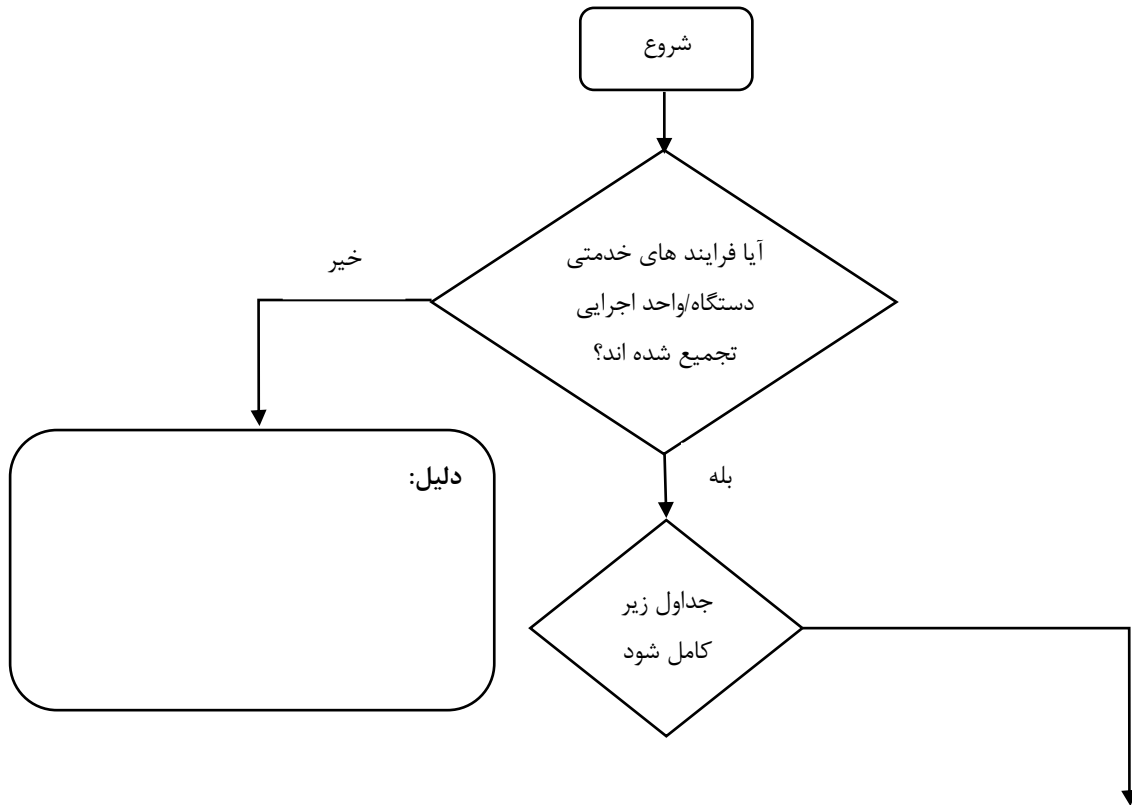 شروع
آیا فرایند های خدمتی
دستگاه/واحد اجرایی
تجمیع شده اند؟
خیر
بله
دلیل:
جداول زیر
کامل شود